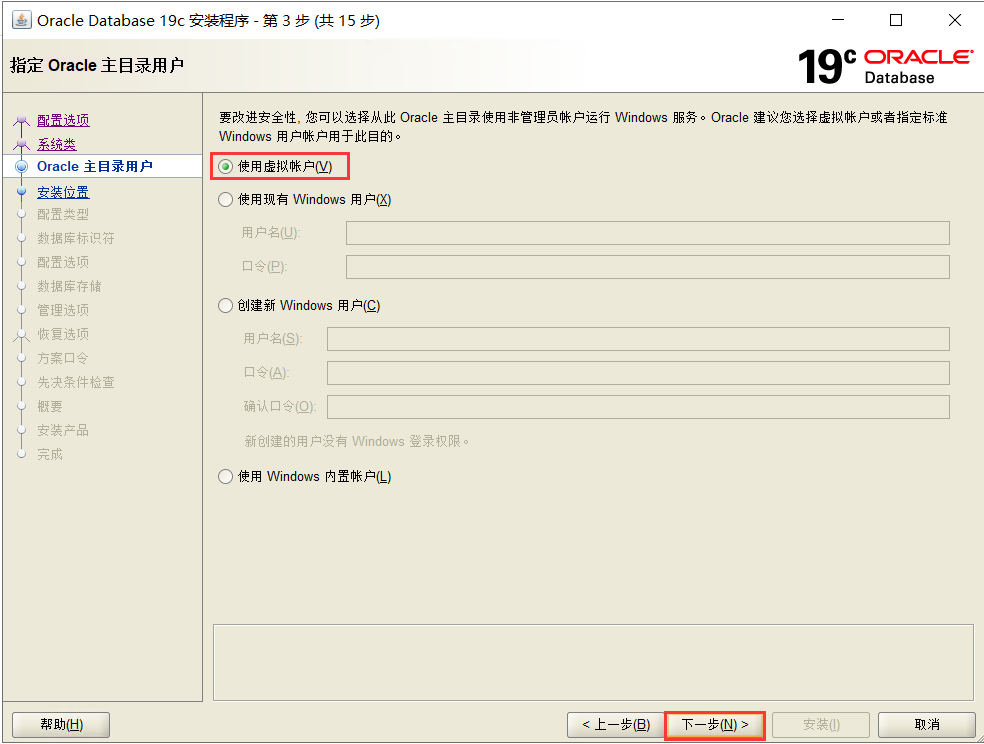 Oracle Database 19c 安装程序 - 第 3 步 (共 15 步)
指定 Oracle 主目录用户
19c ORACLE
Database
配置选项
系统类
Oracle 主目录用户
安装位置
配置类型
数据库标识符
配置选项
数据库存储
管理选项
恢复选项
方案口令
先决条件检查
概要
安装产品
完成
要改进安全性, 您可以选择从此 Oracle 主目录使用非管理员帐户运行 Windows 服务。Oracle 建议您选择虚拟帐户或者指定标准
Windows 用户帐户用于此目的。
使用虚拟帐户(V)
使用现有 Windows 用户(X)
用户名(U):
口令(P):
创建新 Windows 用户(C)
用户名(S):
口令(A):
确认口令(O):
新创建的用户没有 Windows 登录权限。
使用 Windows 内置帐户(L)
帮助(H)
< 上一步(B)
下一步(N) >
安装(I)
取消